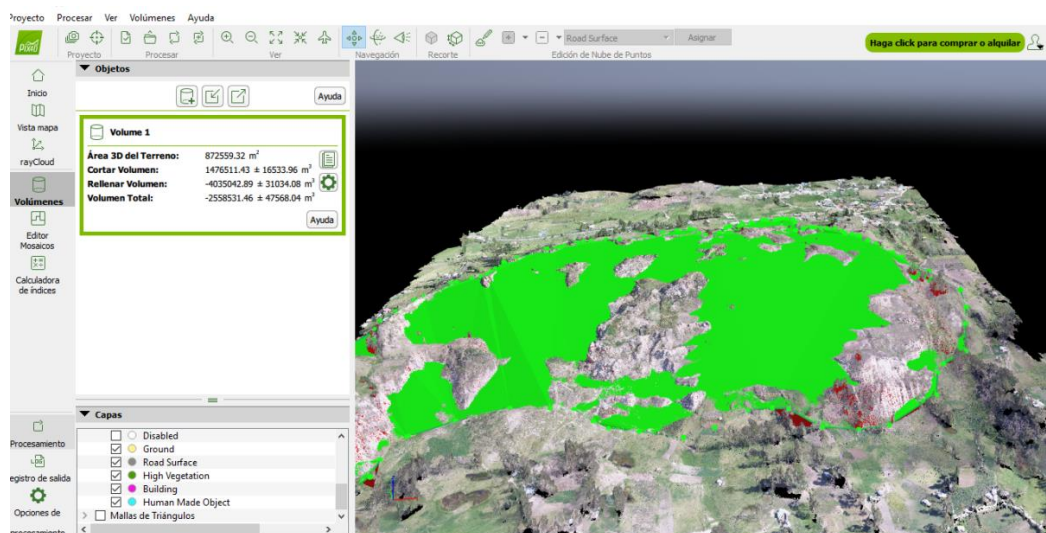 Proyecto Procesar Ver Volúmenes Ayuda
Proyecto Procesar Ver Navegación Recorte Edición de Nube de Puntos
Road Surface
Asignar
Haga click para comprar o alquilar
Inicio
Vista mapa
rayCloud
Volúmenes
Editor
Mosaicos
Calculadora
de índices
Procesamiento
egistro de salida
Opciones de
Objetos
Ayuda
Volume 1
Área 3D del Terreno: 872559.32 m²
Cortar Volumen: 1476511.43 ± 16533.96 m³
Rellenar Volumen: -4035042.89 ± 31034.08 m³
Volumen Total: -2558531.46 ± 47568.04 m³
Ayuda
Capas
Disabled
Ground
Road Surface
High Vegetation
Building
Human Made Object
Mallas de Triángulos